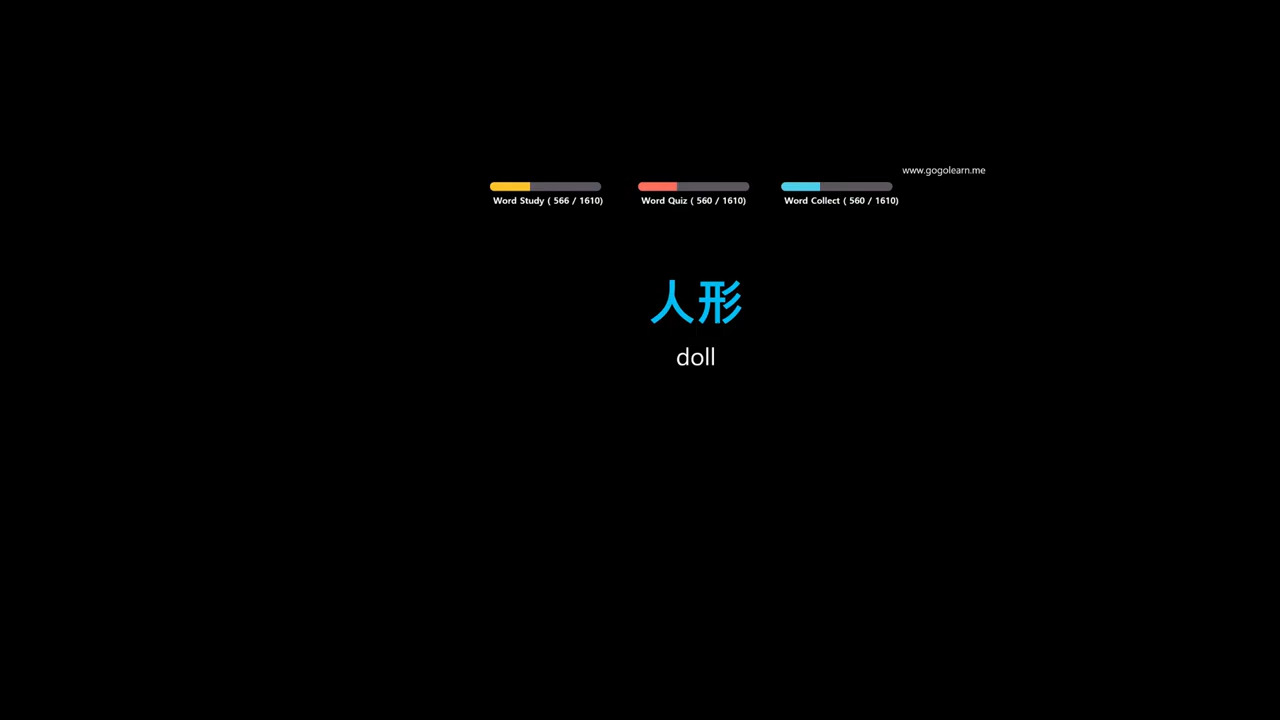 www.gogolearn.me
Word Study ( 566 / 1610)
Word Quiz ( 560 / 1610)
Word Collect ( 560 / 1610)
人形
doll